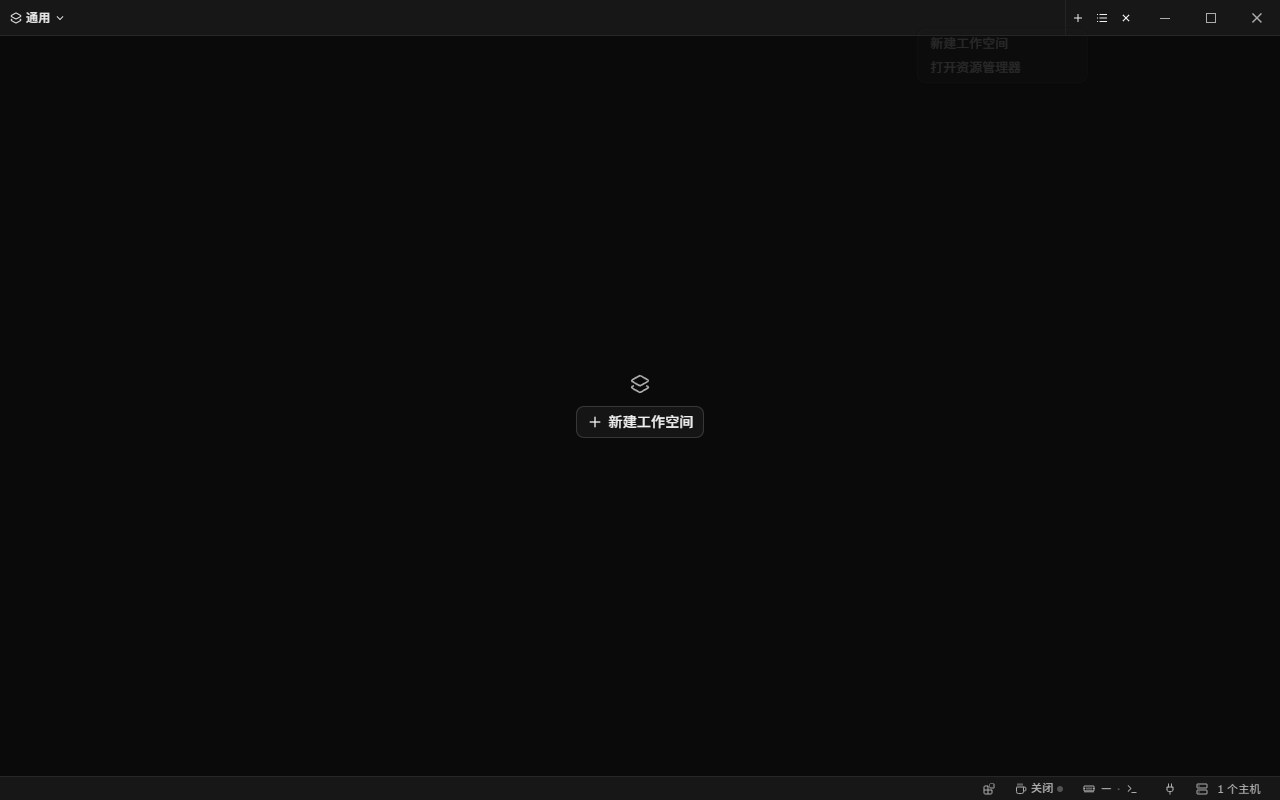 通用
新建工作空间
打开资源管理器
新建工作空间
关闭
1 个主机